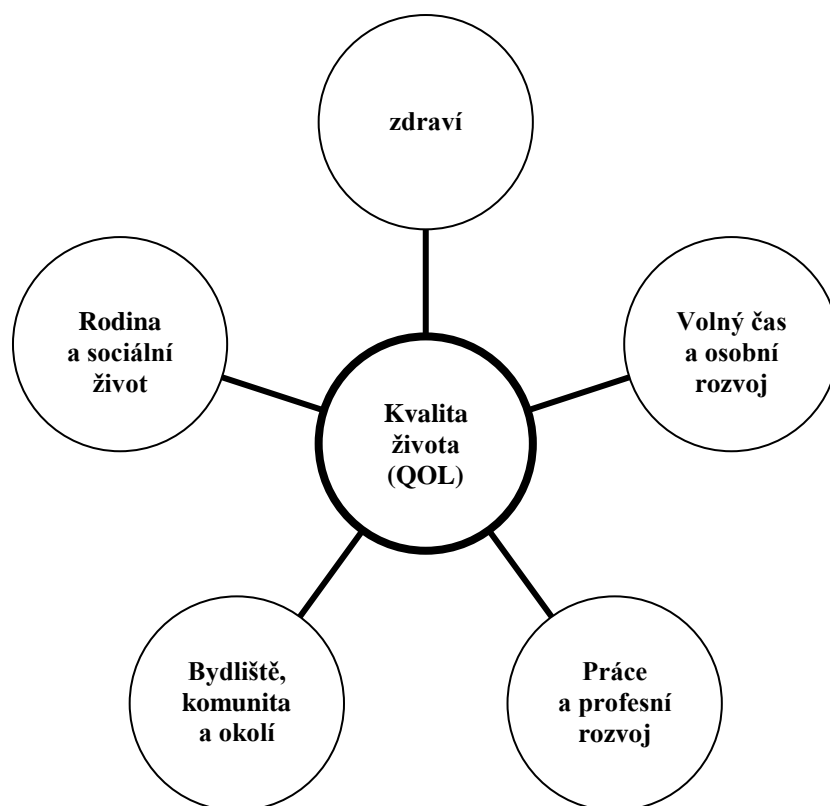 zdraví
Rodina
a sociální
život
Volný čas
a osobní
rozvoj
Kvalita
života
(QOL)
Bydliště,
komunita
a okolí
Práce
a profesní
rozvoj